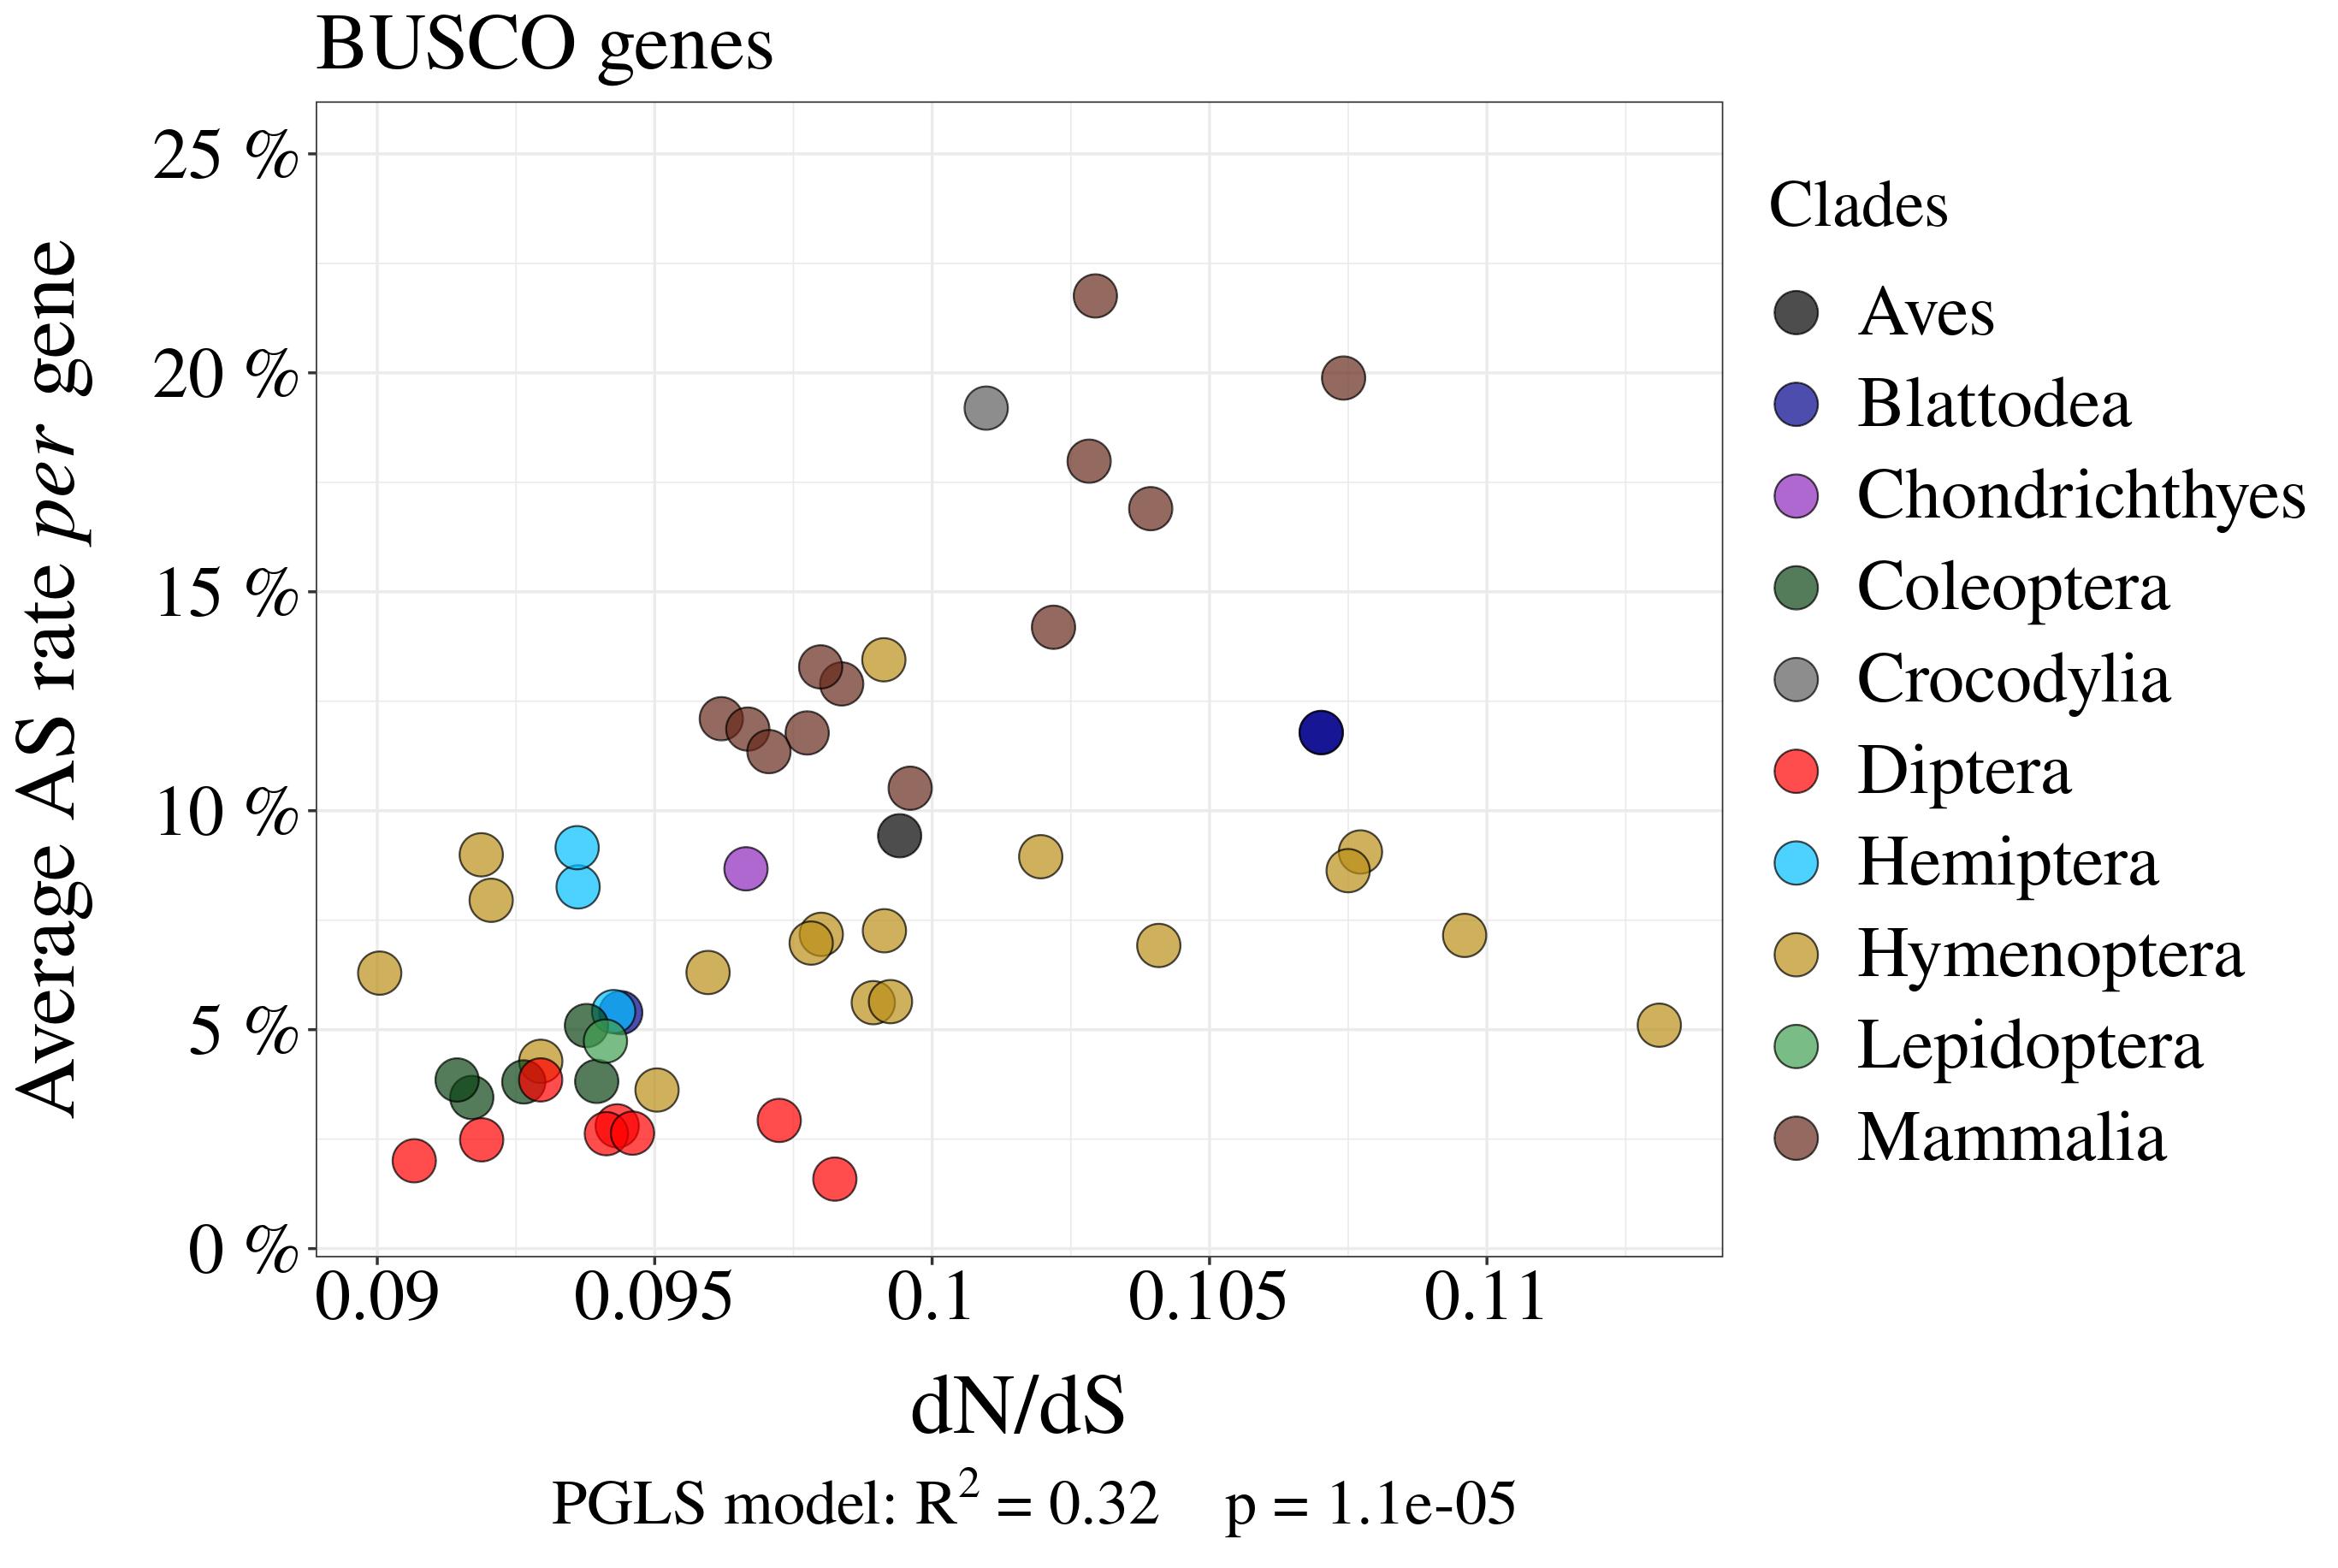 BUSCO genes
Average AS rate per gene
25 %
20 %
15 %
10 %
5 %
0 %
0.09
0.095
0.1
0.105
0.11
dN/dS
PGLS model: R² = 0.32 p = 1.1e-05
Clades
Aves
Blattodea
Chondrichthyes
Coleoptera
Crocodylia
Diptera
Hemiptera
Hymenoptera
Lepidoptera
Mammalia